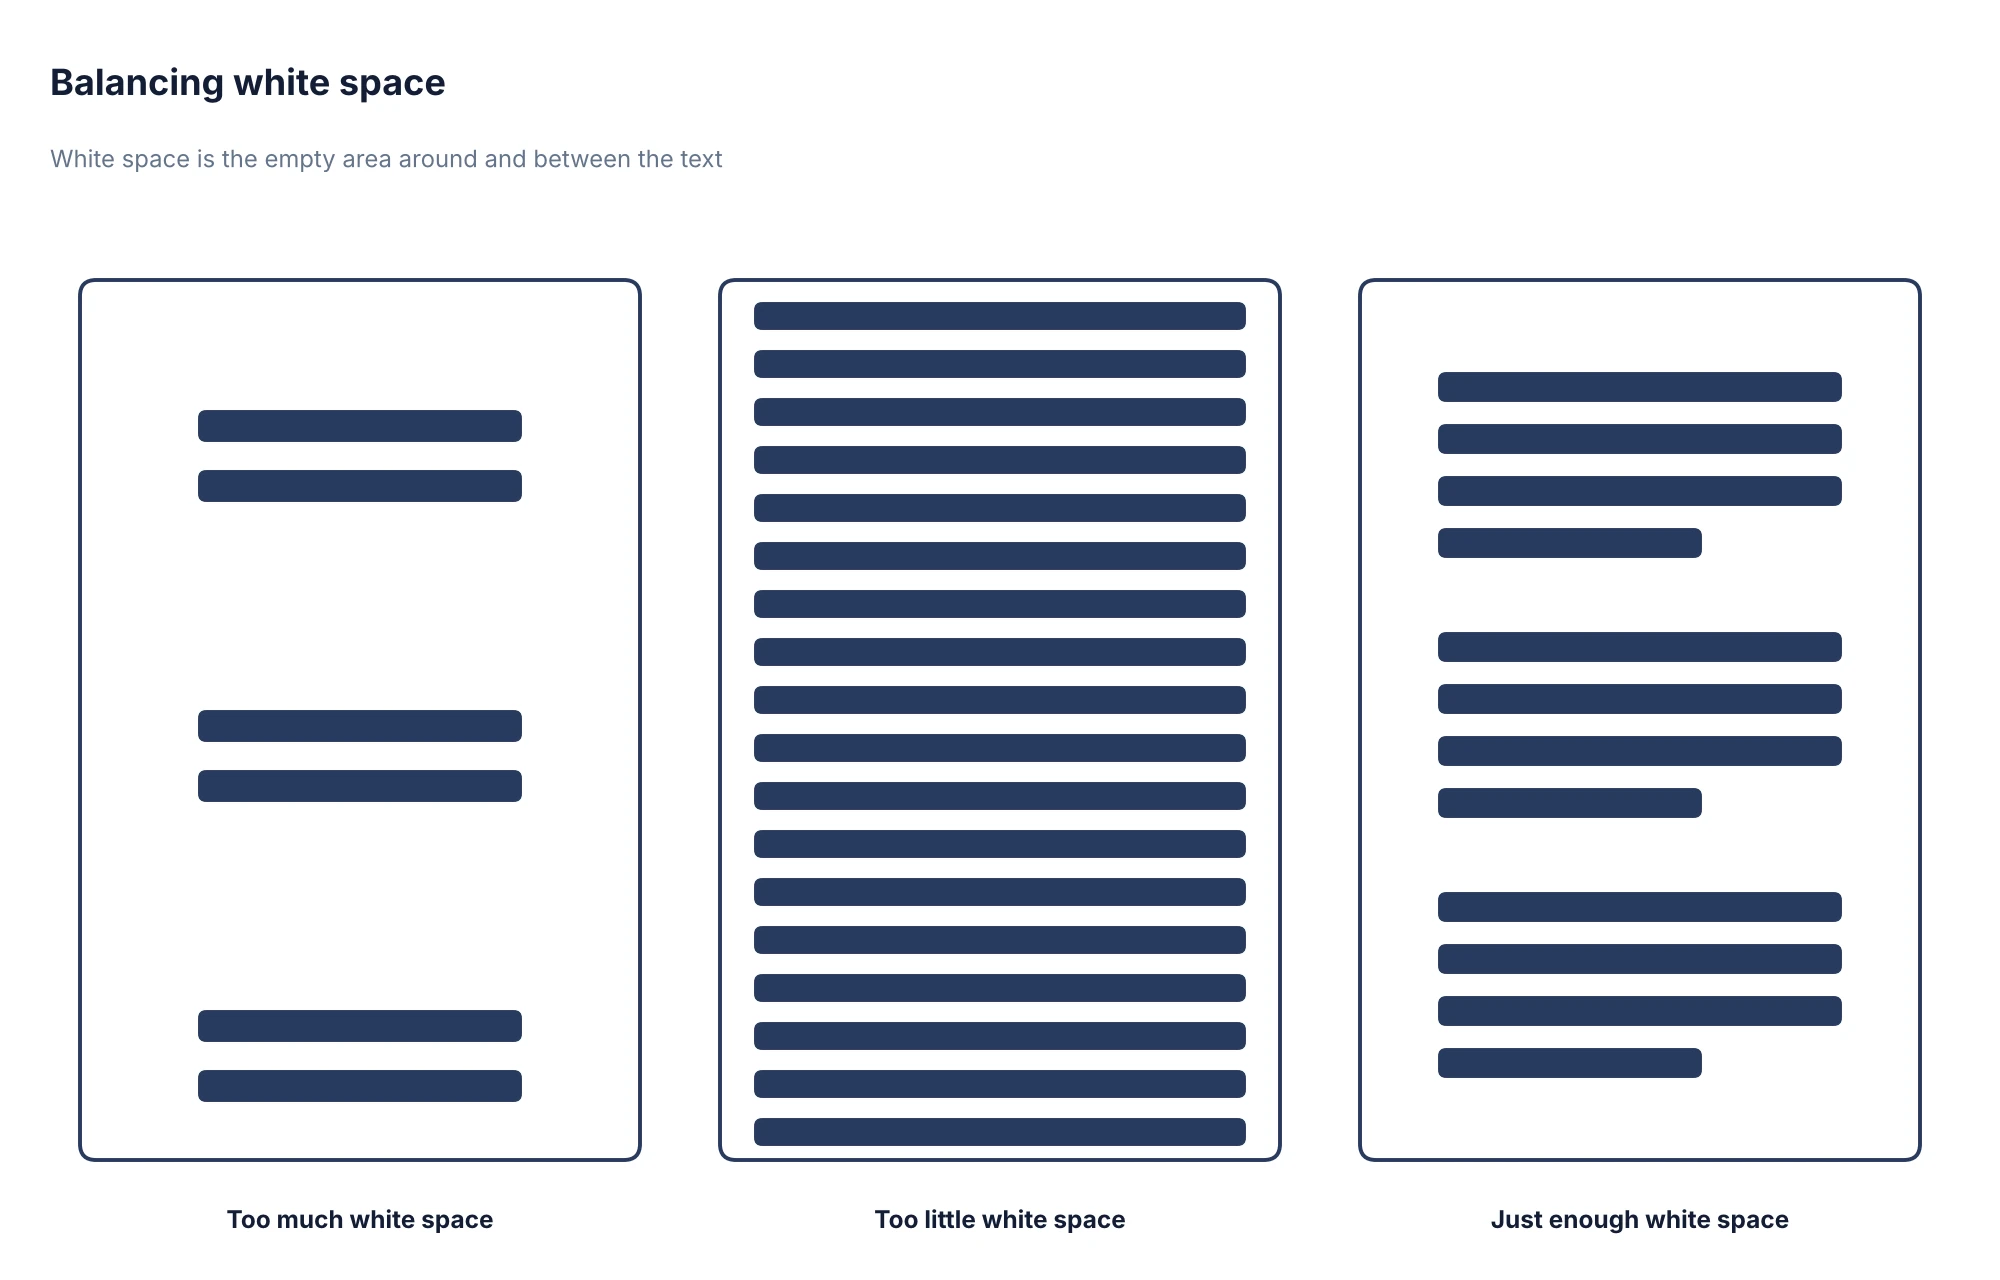 Balancing white space
White space is the empty area around and between the text
Too much white space
Too little white space
Just enough white space